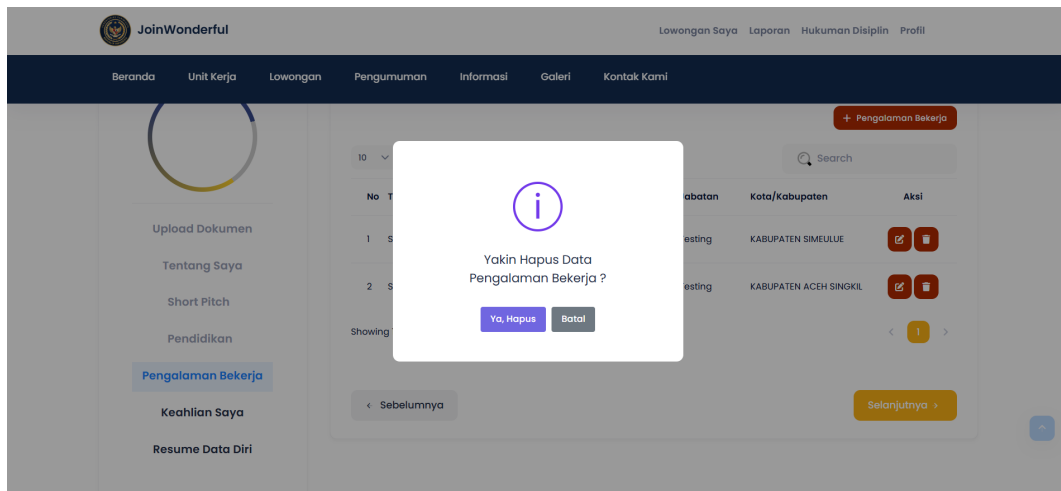 JoinWonderful
Lowongan Saya Laporan Hukuman Disiplin Profil
Beranda Unit Kerja Lowongan Pengumuman Informasi Galeri Kontak Kami
+ Pengalaman Bekerja
10 Search
No Kota/Kabupaten Aksi
1 KABUPATEN SIMEULUE
2 KABUPATEN ACEH SINGKIL
Showing
1
Upload Dokumen
Tentang Saya
Short Pitch
Pendidikan
Pengalaman Bekerja
Keahlian Saya
Resume Data Diri
Yakin Hapus Data
Pengalaman Bekerja ?
Ya, Hapus Batal
Sebelumnya Selanjutnya